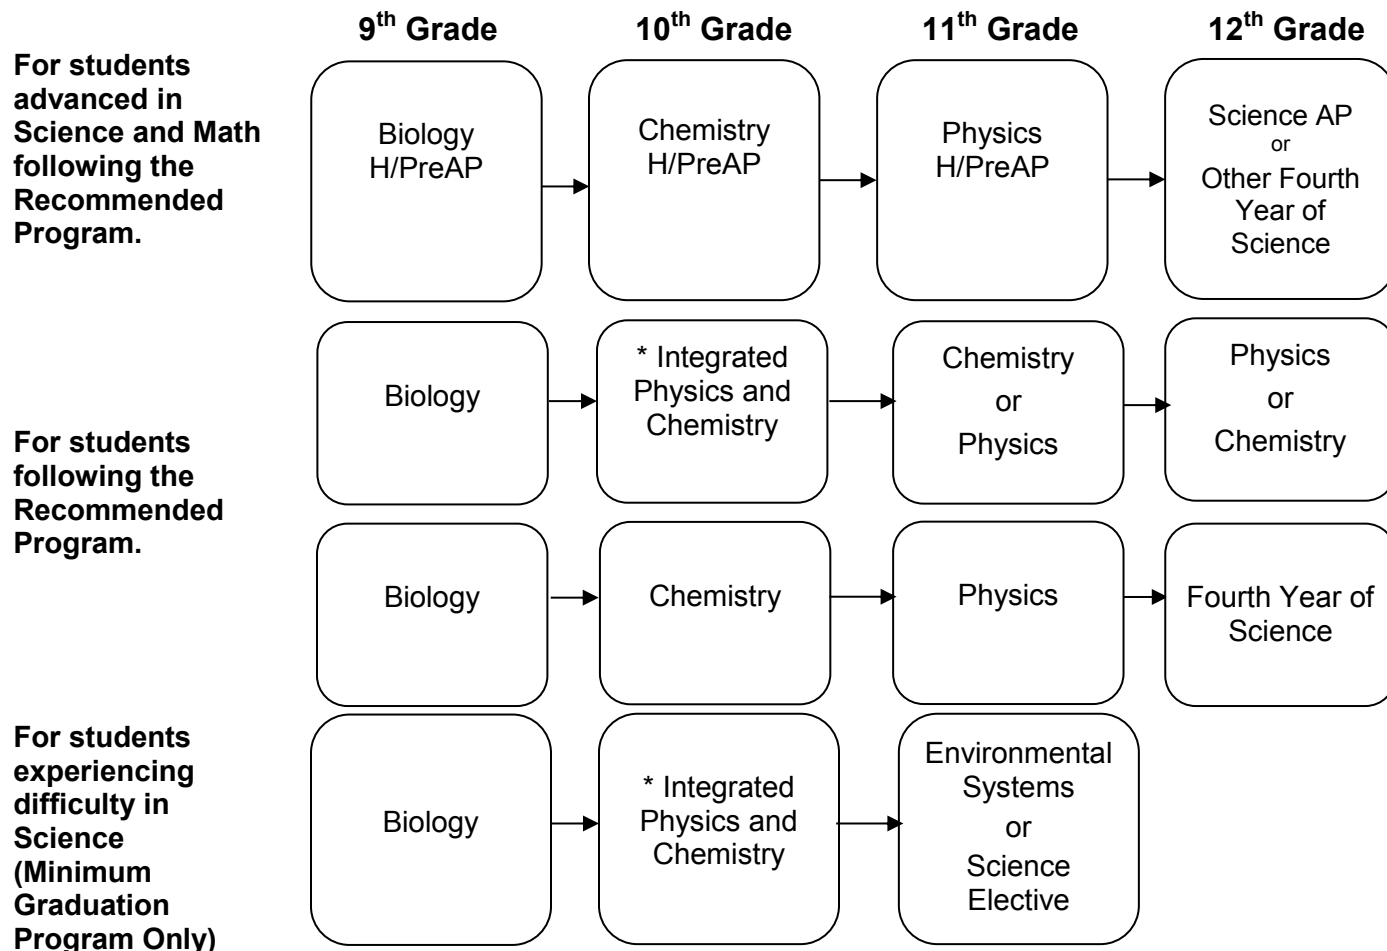 9th Grade
10th Grade
11th Grade
12th Grade
For students
advanced in
Science and Math
following the
Recommended
Program.
Biology
H/PreAP
Chemistry
H/PreAP
Physics
H/PreAP
Science AP
or
Other Fourth
Year of
Science
For students
following the
Recommended
Program.
Biology
* Integrated
Physics and
Chemistry
Chemistry
or
Physics
Physics
or
Chemistry
Biology
Chemistry
Physics
Fourth Year of
Science
For students
experiencing
difficulty in
Science
(Minimum
Graduation
Program Only)
Biology
* Integrated
Physics and
Chemistry
Environmental
Systems
or
Science
Elective